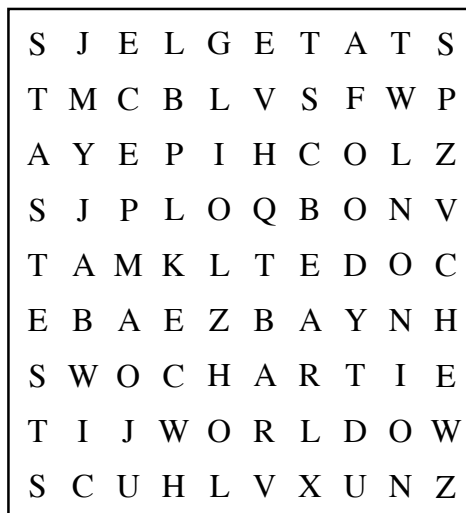 S J E L G E T A T S
T M C B L V S F W P
A Y E P I H C O L Z
S J P L O Q B O N V
T A M K L T E D O C
E B A E Z B A Y N H
S W O C H A R T I E
T I J W O R L D O W
S C U H L V X U N Z